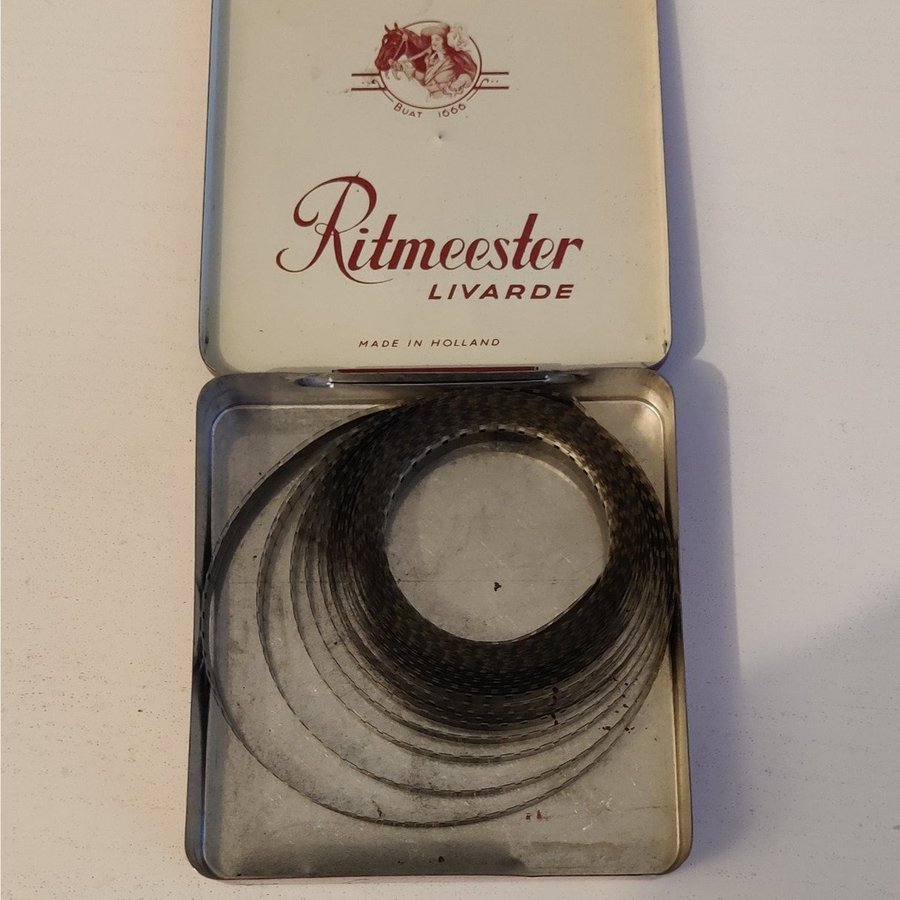 BUAT 1666
Ritmeester
LIVARDE
MADE IN HOLLAND